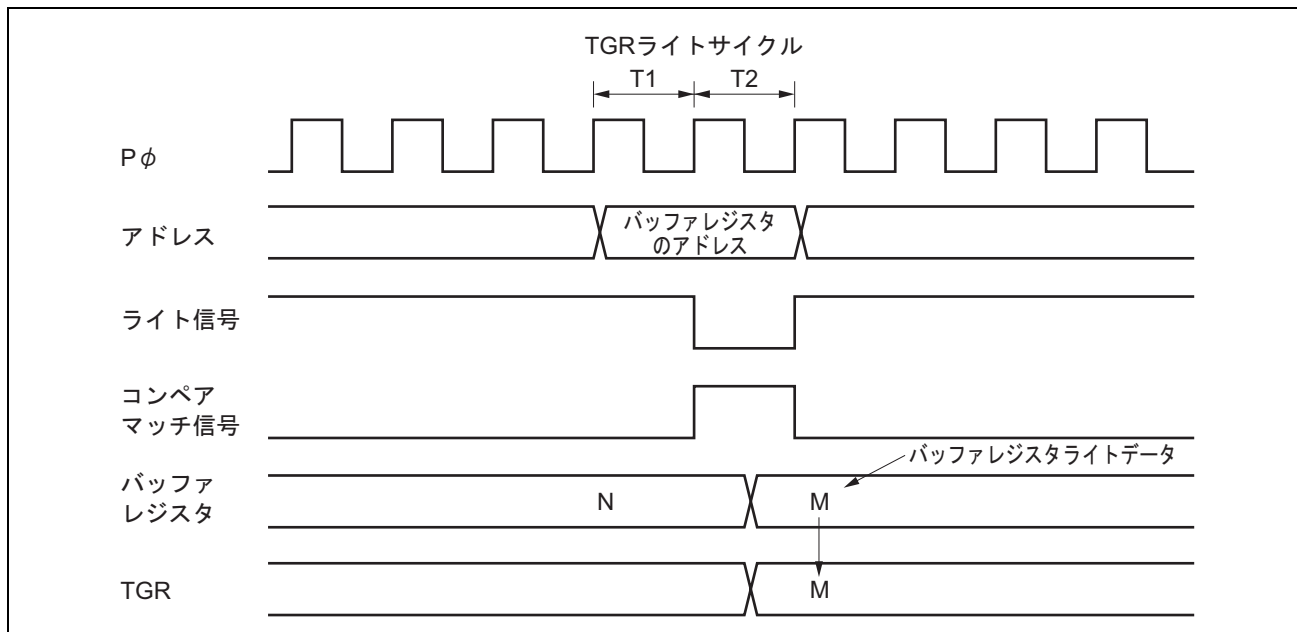 TGRライトサイクル
T1 T2
Pφ
アドレス
バッファレジスタ
のアドレス
ライト信号
コンペア
マッチ信号
バッファレジスタライトデータ
バッファ
レジスタ
N M
TGR
M